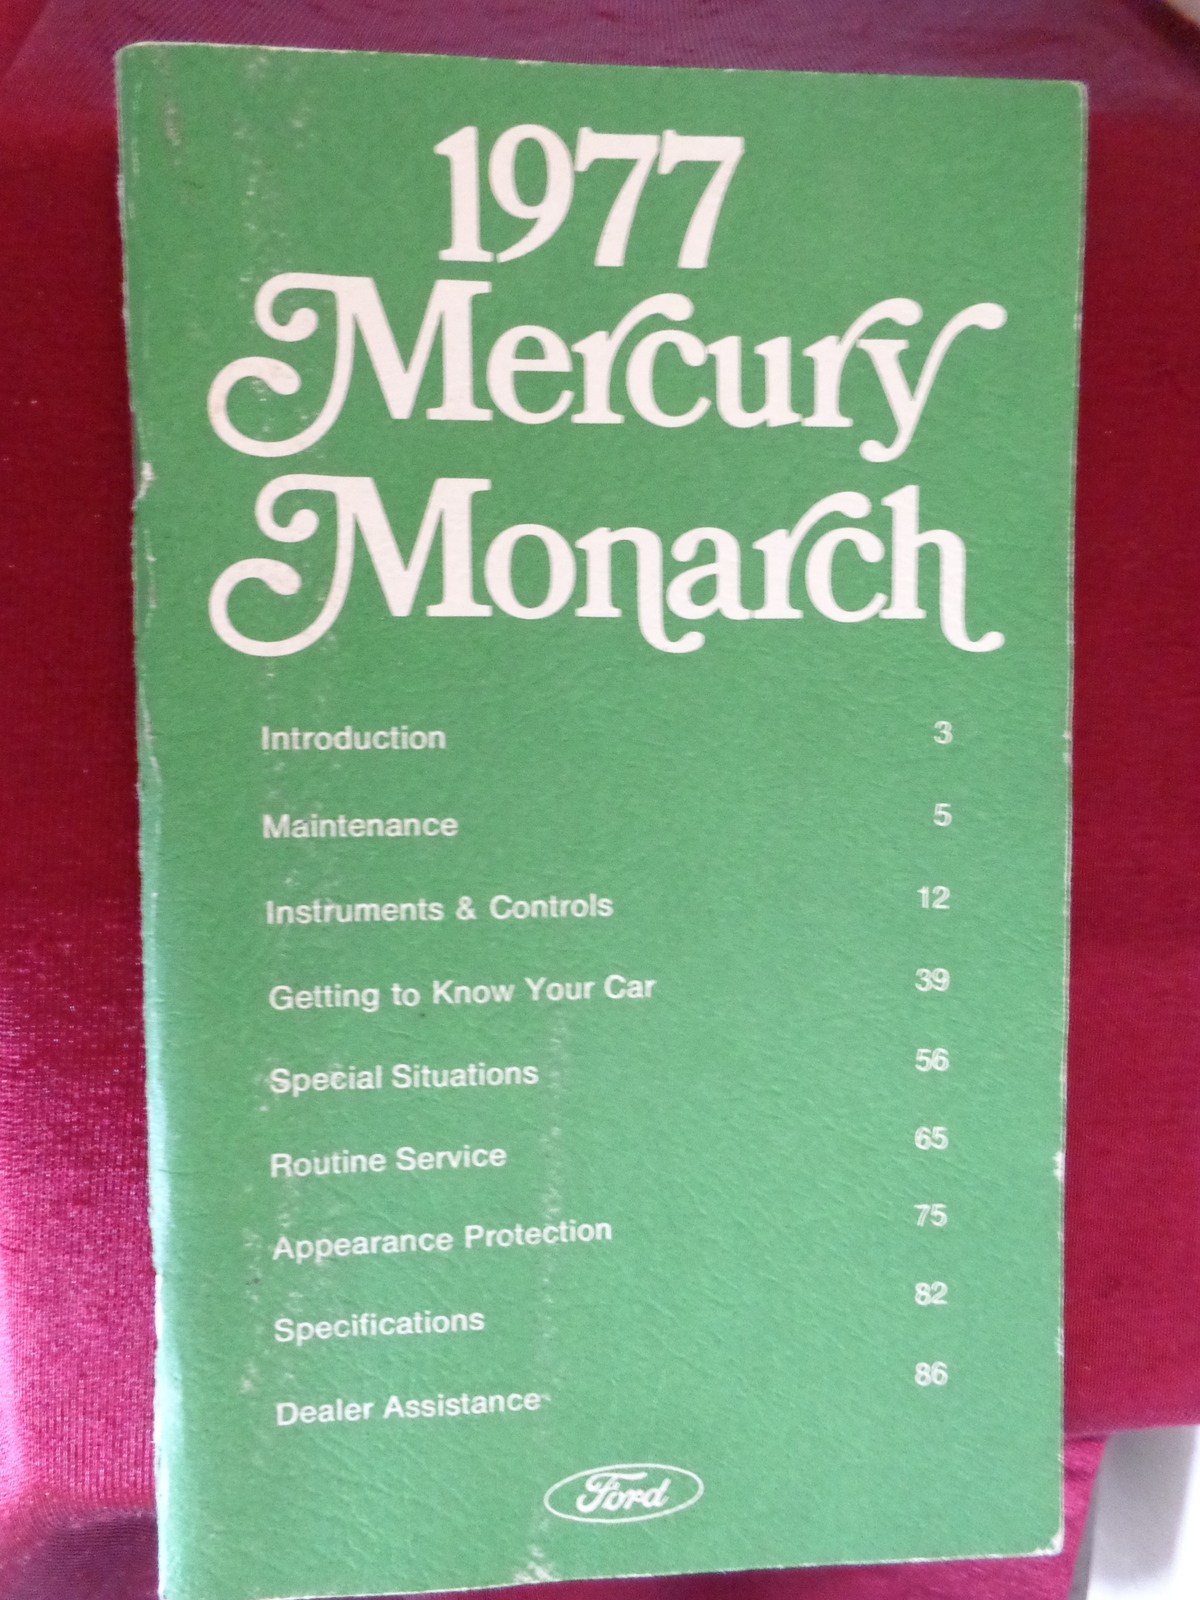 1977
Mercury
Monarch
Introduction 3
Maintenance 5
Instruments & Controls 12
Getting to Know Your Car 39
Special Situations 56
Routine Service 65
Appearance Protection 75
Specifications 82
Dealer Assistance 86
Ford